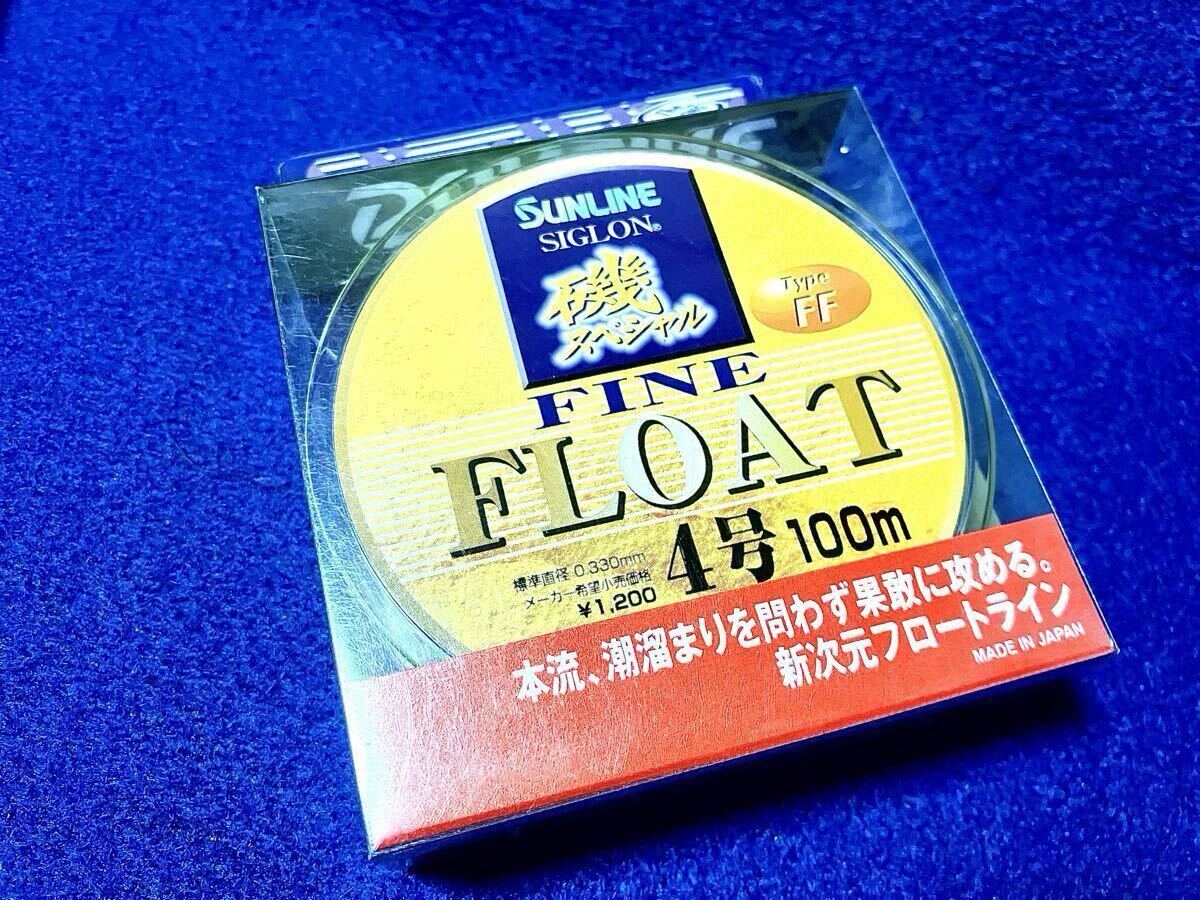 SUNLINE
SIGLON®
磯
スペシャル
Type
FF
FINE
FLOAT
4号 100m
標準直径 0.330mm
メーカー希望小売価格
¥1,200
本流、潮溜まりを問わず果敢に攻める。
新次元フロートライン
MADE IN JAPAN